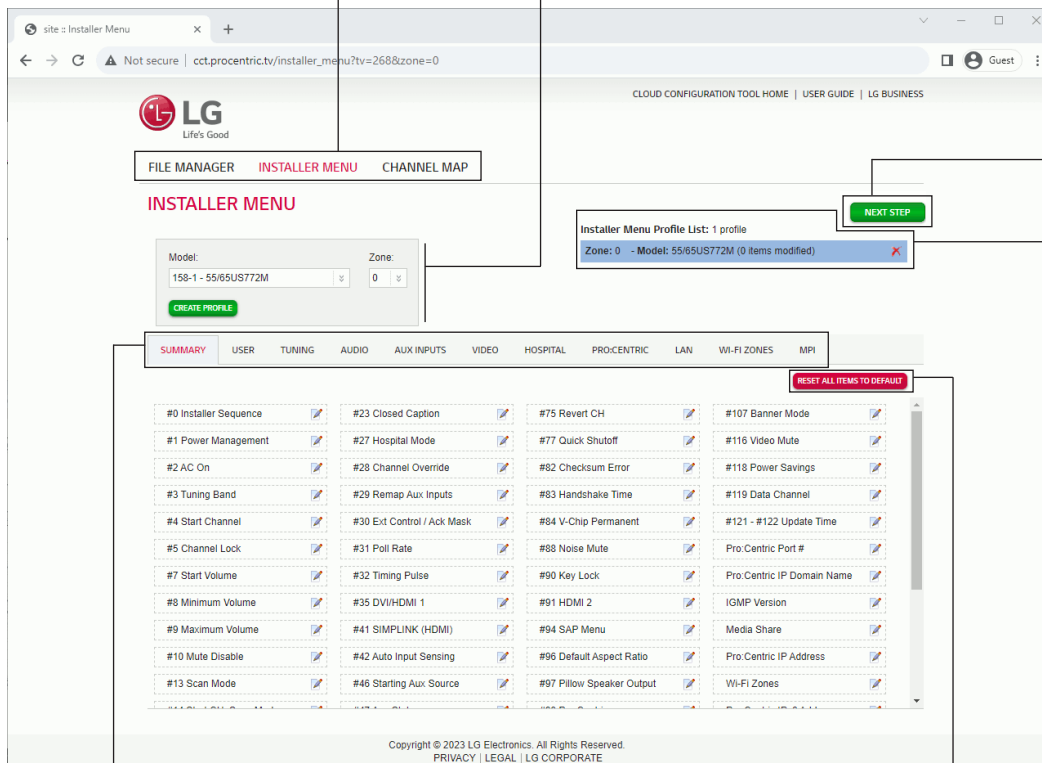 site :: Installer Menu
Not secure | cct.procentric.tv/installer_menu?tv=268&zone=0
Guest
CLOUD CONFIGURATION TOOL HOME | USER GUIDE | LG BUSINESS
LG
Life's Good
FILE MANAGER INSTALLER MENU CHANNEL MAP
INSTALLER MENU
NEXT STEP
Installer Menu Profile List: 1 profile
Zone: 0 - Model: 55/65US772M (0 items modified)
Model: Zone:
158-1 - 55/65US772M 0
CREATE PROFILE
SUMMARY USER TUNING AUDIO AUX INPUTS VIDEO HOSPITAL PRO:CENTRIC LAN WI-FI ZONES MPI
RESET ALL ITEMS TO DEFAULT
#0 Installer Sequence #23 Closed Caption #75 Revert CH #107 Banner Mode
#1 Power Management #27 Hospital Mode #77 Quick Shutoff #116 Video Mute
#2 AC On #28 Channel Override #82 Checksum Error #118 Power Savings
#3 Tuning Band #29 Remap Aux Inputs #83 Handshake Time #119 Data Channel
#4 Start Channel #30 Ext Control / Ack Mask #84 V-Chip Permanent #121 - #122 Update Time
#5 Channel Lock #31 Poll Rate #88 Noise Mute Pro:Centric Port #
#7 Start Volume #32 Timing Pulse #90 Key Lock Pro:Centric IP Domain Name
#8 Minimum Volume #35 DVI/HDMI 1 #91 HDMI 2 IGMP Version
#9 Maximum Volume #41 SIMPLINK (HDMI) #94 SAP Menu Media Share
#10 Mute Disable #42 Auto Input Sensing #96 Default Aspect Ratio Pro:Centric IP Address
#13 Scan Mode #46 Starting Aux Source #97 Pillow Speaker Output Wi-Fi Zones
Copyright © 2023 LG Electronics. All Rights Reserved.
PRIVACY | LEGAL | LG CORPORATE